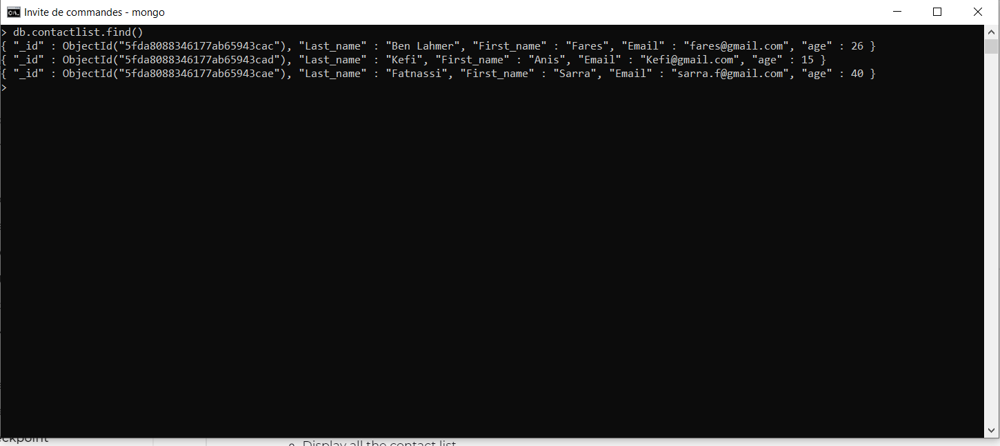 Invite de commandes - mongo
> db.contactlist.find()
{ "_id" : ObjectId("5fda8088346177ab65943cac"), "Last_name" : "Ben Lahmer", "First_name" : "Fares", "Email" : "fares@gmail.com", "age" : 26 }
{ "_id" : ObjectId("5fda8088346177ab65943cad"), "Last_name" : "Kefi", "First_name" : "Anis", "Email" : "Kefi@gmail.com", "age" : 15 }
{ "_id" : ObjectId("5fda8088346177ab65943cae"), "Last_name" : "Fatnassi", "First_name" : "Sarra", "Email" : "sarra.f@gmail.com", "age" : 40 }
>
eckpoint
Display all the contact list